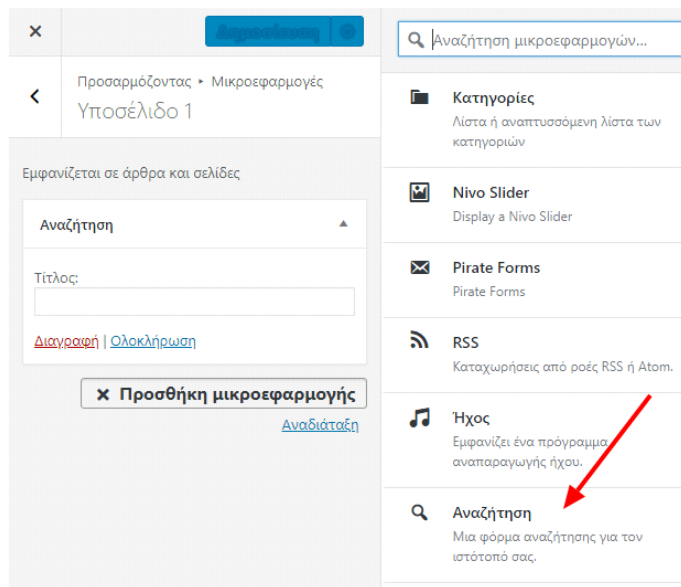 Δημοσίευση
Προσαρμόζοντας ▸ Μικροεφαρμογές
Υποσέλιδο 1
Εμφανίζεται σε άρθρα και σελίδες
Αναζήτηση
Τίτλος:
Διαγραφή | Ολοκλήρωση
Προσθήκη μικροεφαρμογής
Αναδιάταξη
Αναζήτηση μικροεφαρμογών...
Κατηγορίες
Λίστα ή αναπτυσσόμενη λίστα των
κατηγοριών
Nivo Slider
Display a Nivo Slider
Pirate Forms
Pirate Forms
RSS
Καταχωρήσεις από ροές RSS ή Atom.
Ήχος
Εμφανίζει ένα πρόγραμμα
αναπαραγωγής ήχου.
Αναζήτηση
Μια φόρμα αναζήτησης για τον
ιστότοπό σας.